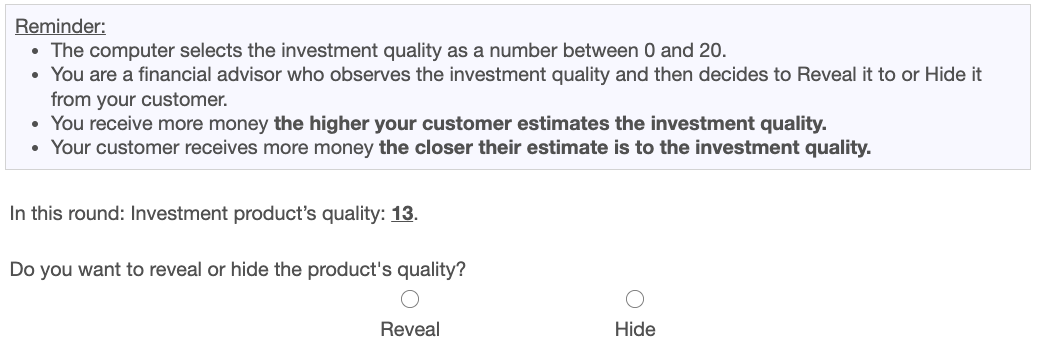 Reminder:
• The computer selects the investment quality as a number between 0 and 20.
• You are a financial advisor who observes the investment quality and then decides to Reveal it to or Hide it
from your customer.
• You receive more money the higher your customer estimates the investment quality.
• Your customer receives more money the closer their estimate is to the investment quality.
In this round: Investment product’s quality: 13.
Do you want to reveal or hide the product's quality?
Reveal Hide